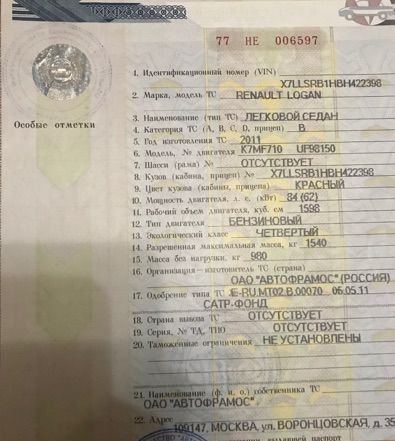 77 НЕ 006597
1. Идентификационный номер (VIN)
X7LLSRB1HBH422398
2. Марка, модель ТС RENAULT LOGAN
Особые отметки
3. Наименование (тип ТС) ЛЕГКОВОЙ СЕДАН
4. Категория ТС (А, В, С, D, прицеп) В
5. Год изготовления ТС 2011
6. Модель, № двигателя K7MF710 UF98150
7. Шасси (рама) № ОТСУТСТВУЕТ
8. Кузов (кабина, прицеп) № X7LLSRB1HBH422398
9. Цвет кузова (кабины, прицепа) КРАСНЫЙ
10. Мощность двигателя, л. с. (кВт) 84 (62)
11. Рабочий объем двигателя, куб. см 1598
12. Тип двигателя БЕНЗИНОВЫЙ
13. Экологический класс ЧЕТВЕРТЫЙ
14. Разрешенная максимальная масса, кг 1540
15. Масса без нагрузки, кг 980
16. Организация – изготовитель ТС (страна)
ОАО "АВТОФРАМОС" (РОССИЯ)
17. Одобрение типа ТС E-RU.MT02.B.00070 06.05.11
САТР-ФОНД
18. Страна вывоза ТС ОТСУТСТВУЕТ
19. Серия, № ТД, ТПО ОТСУТСТВУЕТ
20. Таможенные ограничения НЕ УСТАНОВЛЕНЫ
21. Наименование (ф. и. о.) собственника ТС
ОАО "АВТОФРАМОС"
22. Адрес
109147, МОСКВА, ул. ВОРОНЦОВСКАЯ, д. 35
паспорт